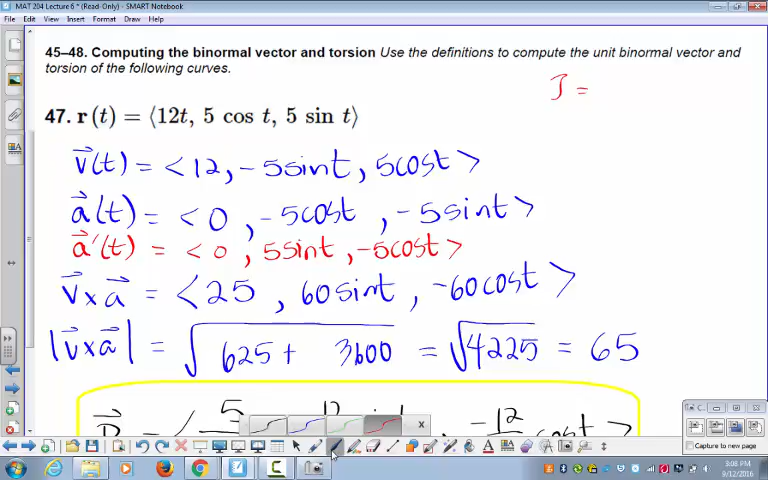 MAT 204 Lecture 6 * (Read-Only) - SMART Notebook
File Edit View Insert Format Draw Help
45–48. Computing the binormal vector and torsion Use the definitions to compute the unit binormal vector and
torsion of the following curves.
J =
47. r (t) = ⟨12t, 5 cos t, 5 sin t⟩
v⃗(t) = < 12, -5sint, 5cost >
a⃗(t) = < 0, -5cost, -5sint >
a⃗'(t) = < 0, 5sint, -5cost >
v⃗ x a⃗ = < 25, 60sint, -60cost >
|v⃗ x a⃗| = √625 + 3600 = √4225 = 65
Capture to new page
3:08 PM
9/12/2016